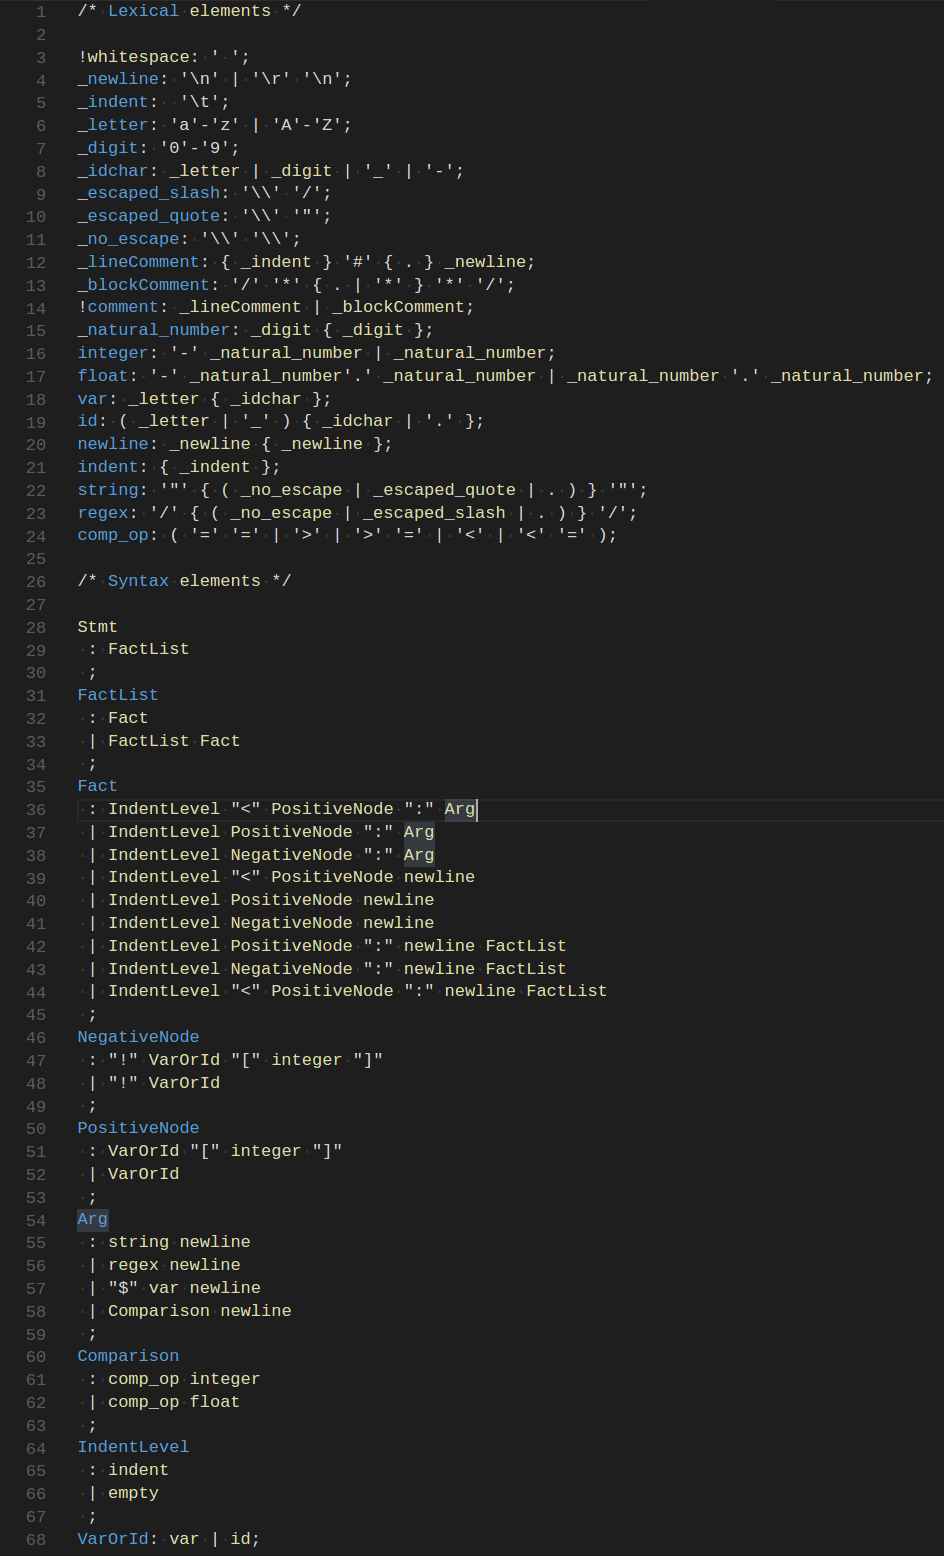 1 /* Lexical elements */
2
3 !whitespace: ' ';
4 _newline: '\n' | '\r' '\n';
5 _indent:  '\t';
6 _letter: 'a'-'z' | 'A'-'Z';
7 _digit: '0'-'9';
8 _idchar: _letter | _digit | '_' | '-';
9 _escaped_slash: '\\' '/';
10 _escaped_quote: '\\' '"';
11 _no_escape: '\\' '\\';
12 _lineComment: { _indent } '#' { . } _newline;
13 _blockComment: '/' '*' { . | '*' } '*' '/';
14 !comment: _lineComment | _blockComment;
15 _natural_number: _digit { _digit };
16 integer: '-' _natural_number | _natural_number;
17 float: '-' _natural_number'.' _natural_number | _natural_number '.' _natural_number;
18 var: _letter { _idchar };
19 id: ( _letter | '_' ) { _idchar | '.' };
20 newline: _newline { _newline };
21 indent: { _indent };
22 string: '"' { ( _no_escape | _escaped_quote | . ) } '"';
23 regex: '/' { ( _no_escape | _escaped_slash | . ) } '/';
24 comp_op: ( '=' '=' | '>' | '>' '=' | '<' | '<' '=' );
25
26 /* Syntax elements */
27
28 Stmt
29  : FactList
30  ;
31 FactList
32  : Fact
33  | FactList Fact
34  ;
35 Fact
36  : IndentLevel "<" PositiveNode ":" Arg
37  | IndentLevel PositiveNode ":" Arg
38  | IndentLevel NegativeNode ":" Arg
39  | IndentLevel "<" PositiveNode newline
40  | IndentLevel PositiveNode newline
41  | IndentLevel NegativeNode newline
42  | IndentLevel PositiveNode ":" newline FactList
43  | IndentLevel NegativeNode ":" newline FactList
44  | IndentLevel "<" PositiveNode ":" newline FactList
45  ;
46 NegativeNode
47  : "!" VarOrId "[" integer "]"
48  | "!" VarOrId
49  ;
50 PositiveNode
51  : VarOrId "[" integer "]"
52  | VarOrId
53  ;
54 Arg
55  : string newline
56  | regex newline
57  | "$" var newline
58  | Comparison newline
59  ;
60 Comparison
61  : comp_op integer
62  | comp_op float
63  ;
64 IndentLevel
65  : indent
66  | empty
67  ;
68 VarOrId: var | id;